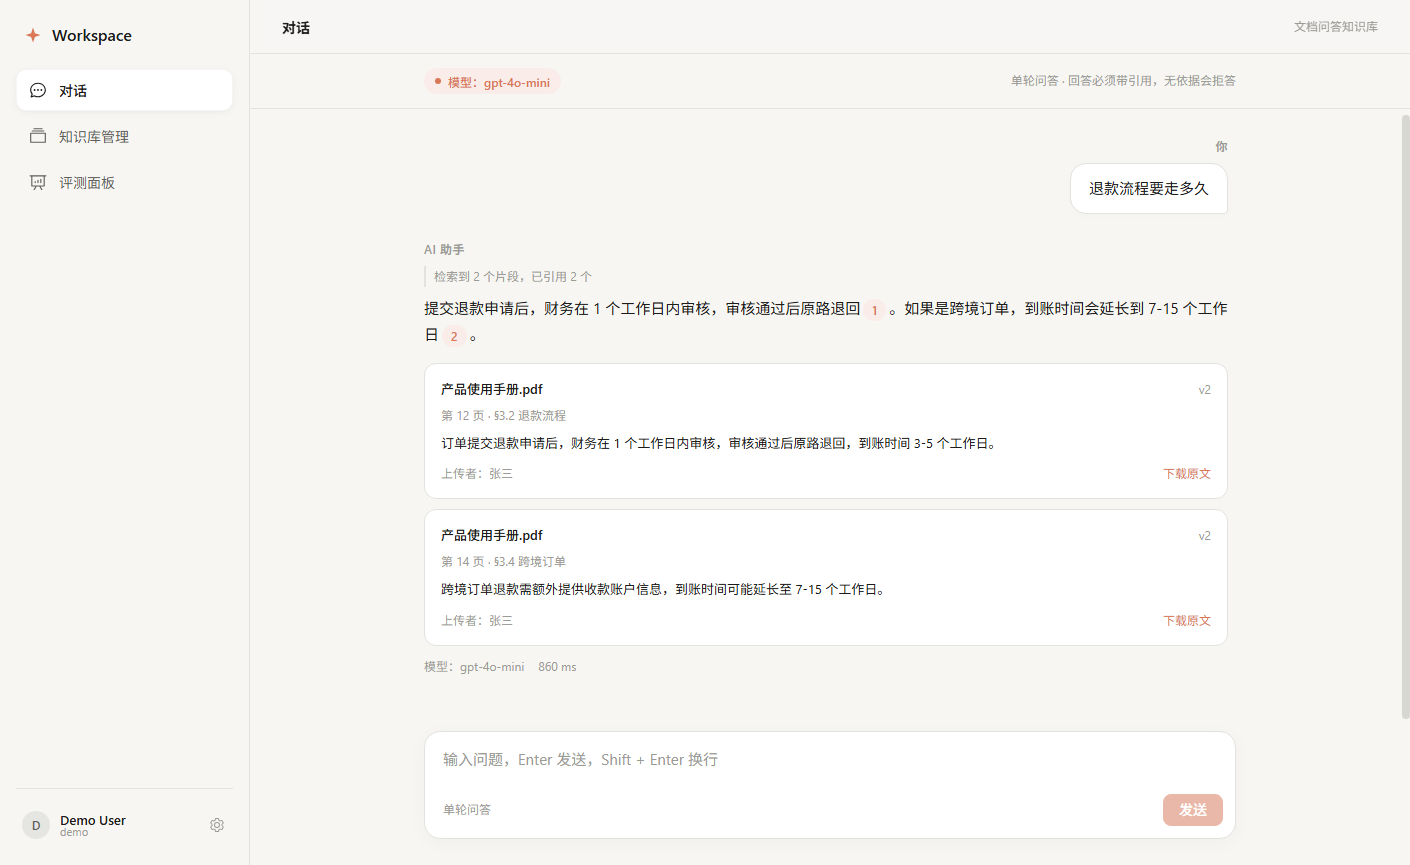 Workspace
对话
知识库管理
评测面板
Demo User
demo
D
对话
文档问答知识库
模型：gpt-4o-mini
单轮问答 · 回答必须带引用，无依据会拒答
你
退款流程要走多久
AI 助手
检索到 2 个片段，已引用 2 个
提交退款申请后，财务在 1 个工作日内审核，审核通过后原路退回 1 。如果是跨境订单，到账时间会延长到 7-15 个工作
日 2 。
产品使用手册.pdf
v2
第 12 页 · §3.2 退款流程
订单提交退款申请后，财务在 1 个工作日内审核，审核通过后原路退回，到账时间 3-5 个工作日。
上传者：张三
下载原文
产品使用手册.pdf
v2
第 14 页 · §3.4 跨境订单
跨境订单退款需额外提供收款账户信息，到账时间可能延长至 7-15 个工作日。
上传者：张三
下载原文
模型：gpt-4o-mini 860 ms
输入问题，Enter 发送，Shift + Enter 换行
单轮问答
发送